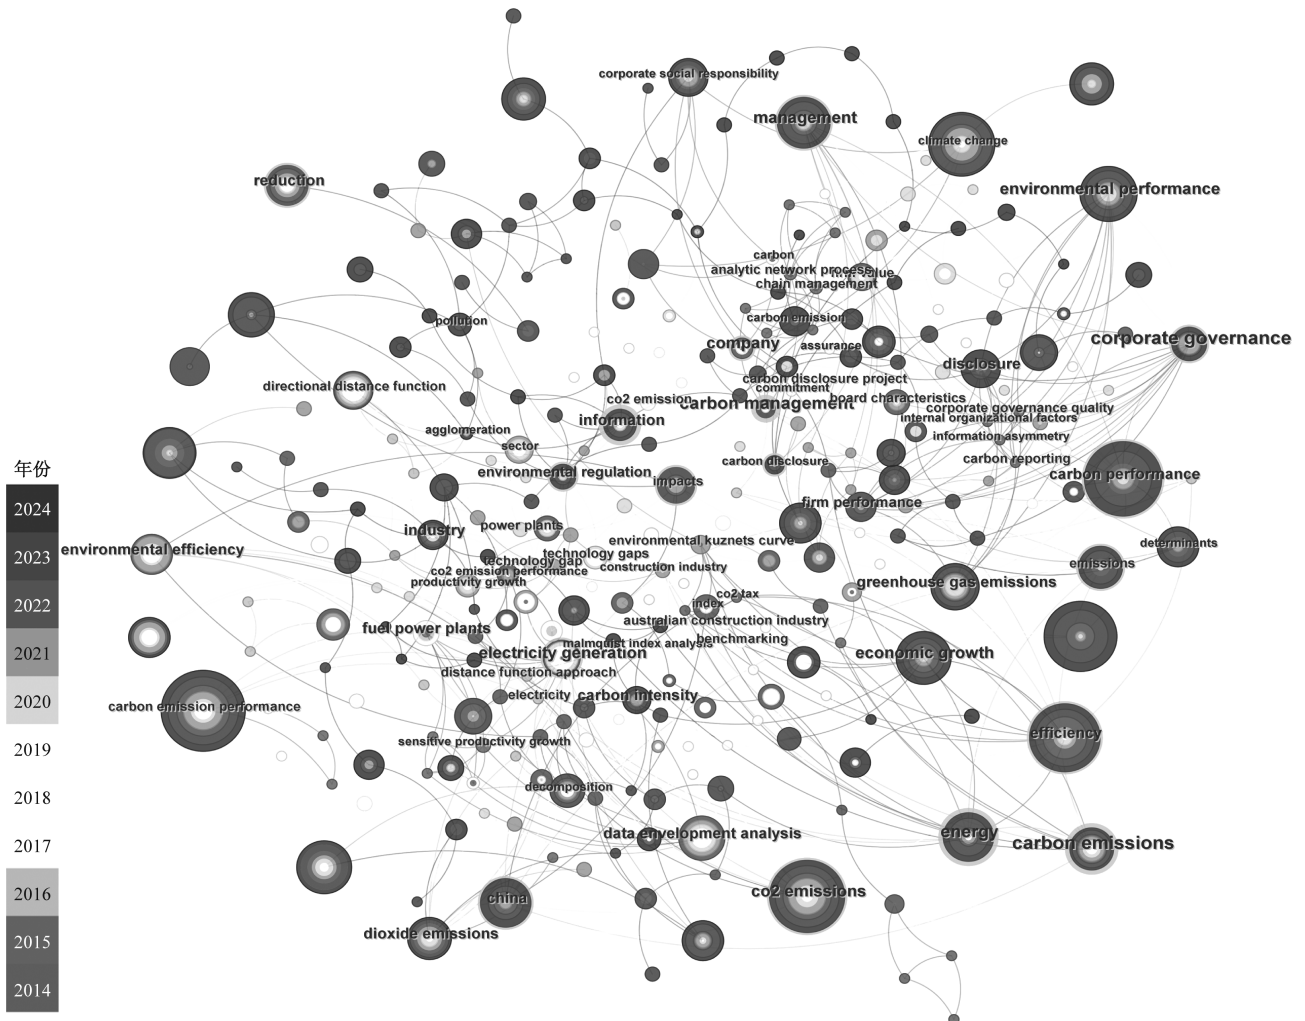 corporate social responsibility
management
climate change
reduction
environmental performance
carbon
analytic network process
value
chain management
pollution
carbon emission
corporate governance
company
assurance
disclosure
directional distance function
carbon disclosure project
commitment
co2 emission
carbon management
board characteristics
corporate governance quality
information
internal organizational factors
agglomeration
information asymmetry
sector
carbon disclosure
carbon reporting
年份
environmental regulation
impacts
carbon performance
2024
firm performance
industry
power plants
2023
environmental efficiency
environmental kuznets curve
determinants
technology gaps
technology gap
construction industry
emissions
co2 emission performance
productivity growth
greenhouse gas emissions
2022
co2 tax
index
fuel power plants
australian construction industry
benchmarking
malmquist index analysis
2021
electricity generation
economic growth
distance function approach
2020
electricity
carbon intensity
carbon emission performance
efficiency
sensitive productivity growth
2019
decomposition
2018
data envelopment analysis
energy
carbon emissions
2017
2016
china
co2 emissions
dioxide emissions
2015
2014